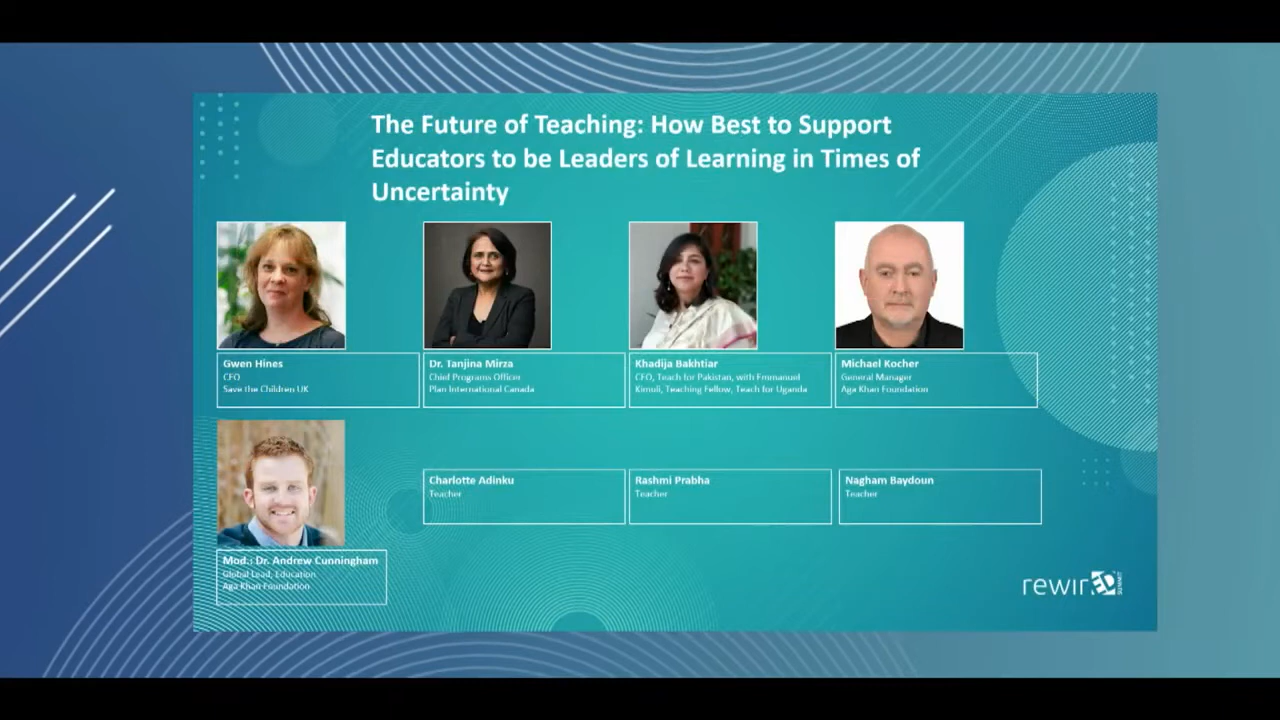 The Future of Teaching: How Best to Support
Educators to be Leaders of Learning in Times of
Uncertainty
Gwen Hines
CEO
Save the Children UK
Dr. Tanjina Mirza
Chief Programs Officer
Plan International Canada
Khadija Bakhtiar
CEO, Teach for Pakistan, with Emmanuel
Kimuli, Teaching Fellow, Teach for Uganda
Michael Kocher
General Manager
Aga Khan Foundation
Mod.: Dr. Andrew Cunningham
Global Lead, Education
Aga Khan Foundation
Charlotte Adinku
Teacher
Rashmi Prabha
Teacher
Nagham Baydoun
Teacher
rewirED SUMMIT